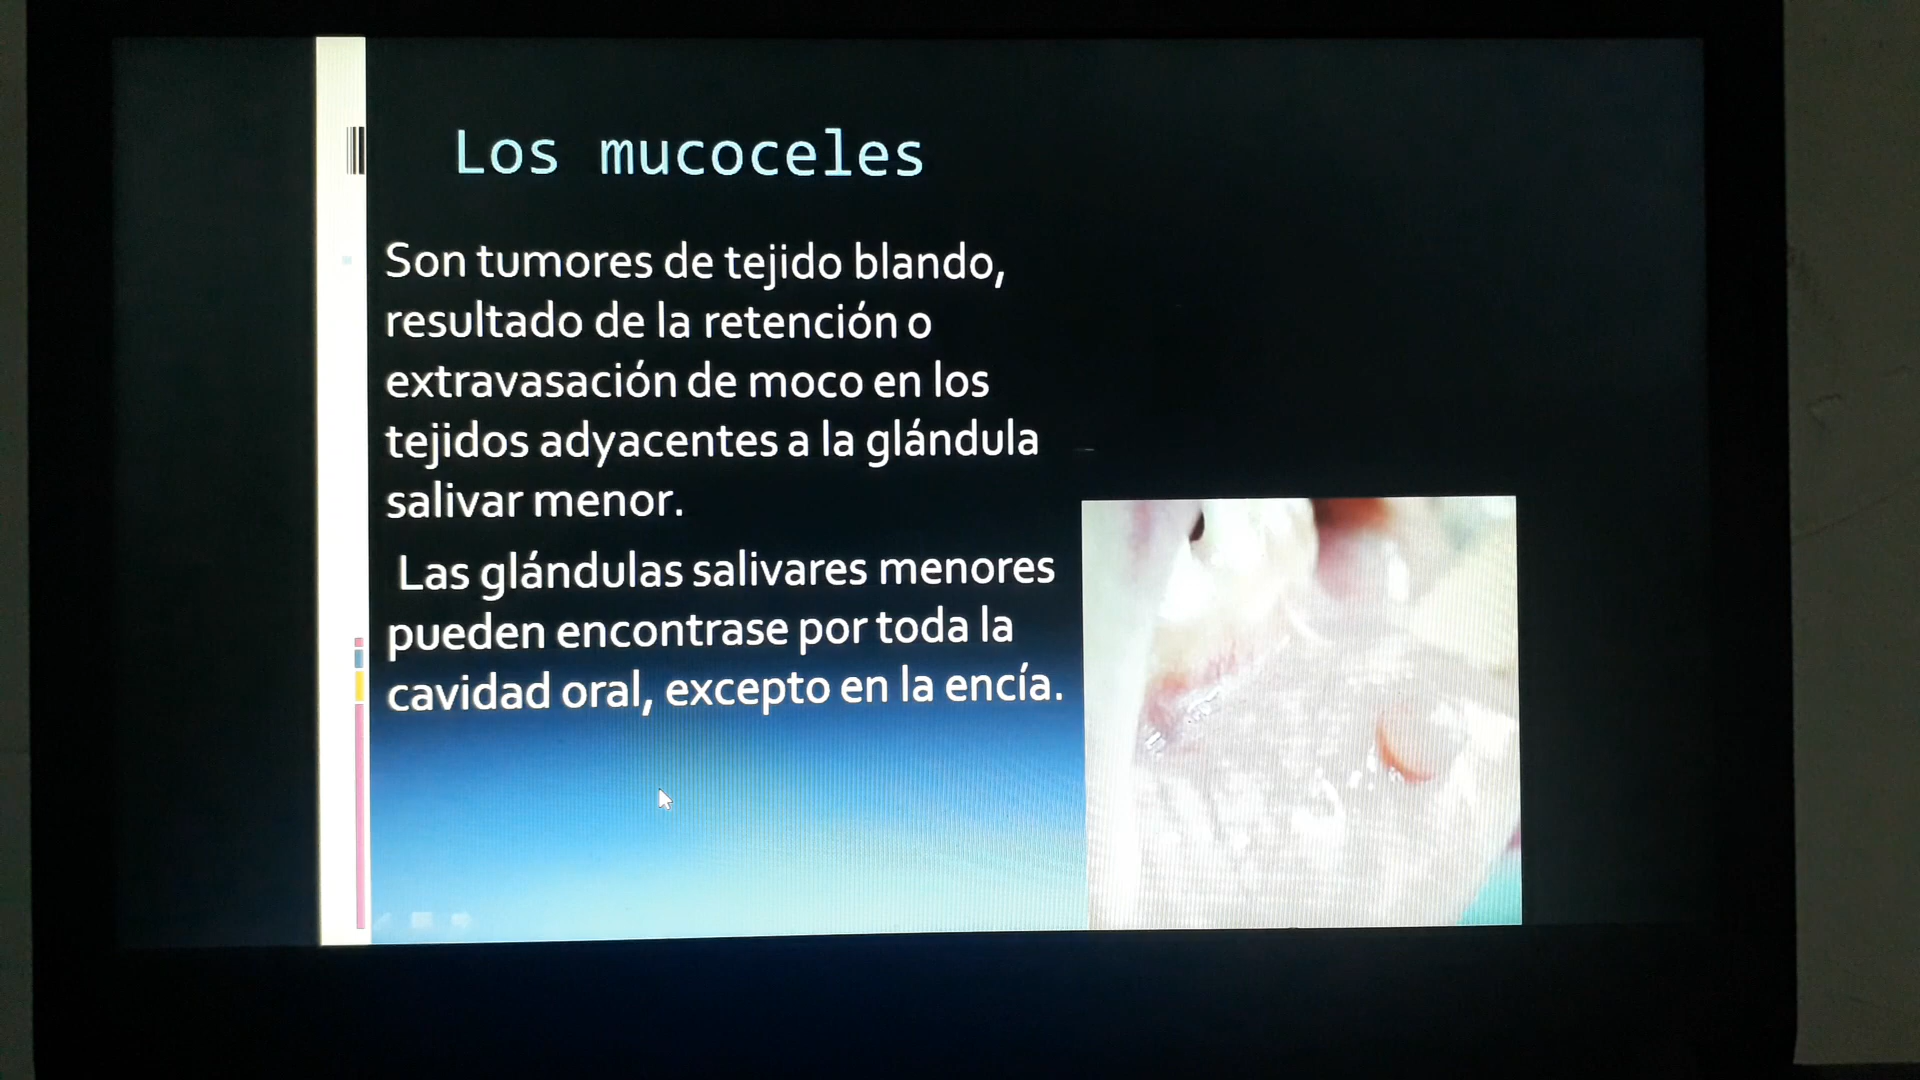 Los mucoceles
Son tumores de tejido blando,
resultado de la retención o
extravasación de moco en los
tejidos adyacentes a la glándula
salivar menor.
Las glándulas salivares menores
pueden encontrase por toda la
cavidad oral, excepto en la encía.